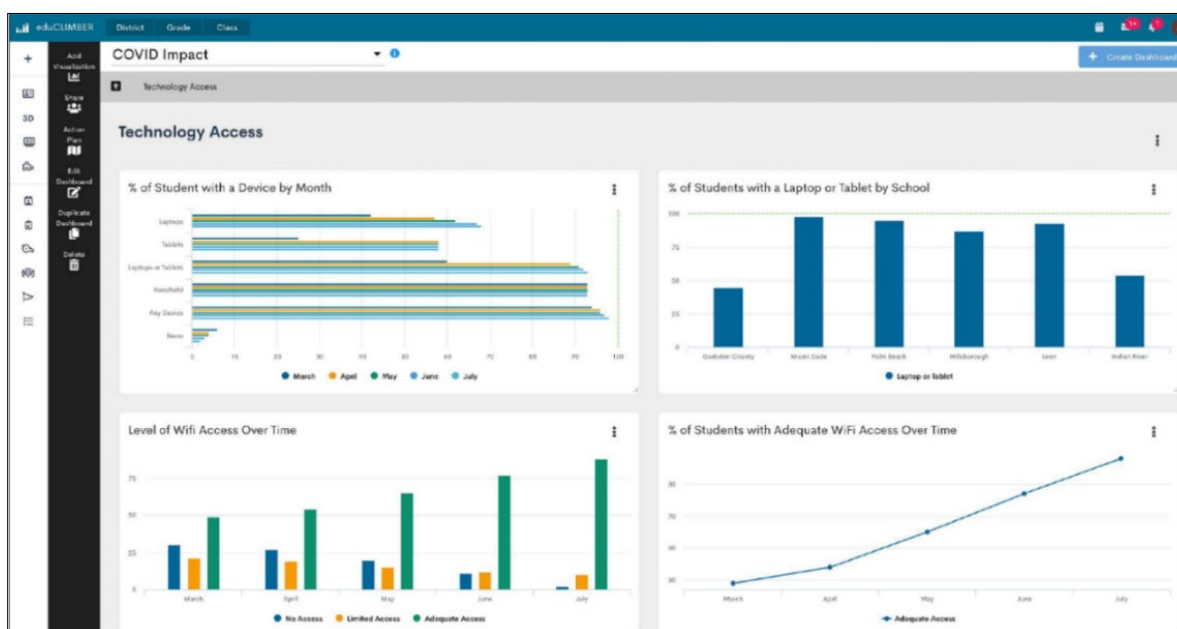 eduCLIMBER District Grade Class
1+
COVID Impact
Create Dashboard
Add
Visualization
Share
Action
Plan
Edit
Dashboard
Duplicate
Dashboard
Delete
3D
Technology Access
Technology Access
% of Student with a Device by Month
Laptops
Tablets
Laptops or Tablets
Handheld
Any Device
None
0 10 20 30 40 50 60 70 80 90 100
March April May June July
% of Students with a Laptop or Tablet by School
100
75
50
25
0
Gadsden County Miami Dade Palm Beach Hillsborough Leon Indian River
Laptop or Tablet
Level of Wifi Access Over Time
75
50
25
0
March April May June July
No Access Limited Access Adequate Access
% of Students with Adequate WiFi Access Over Time
70
March April May June July
Adequate Access